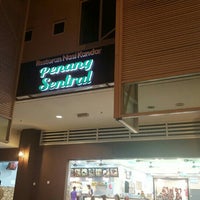 Restoran Nasi Kandar
Penang
Sentral